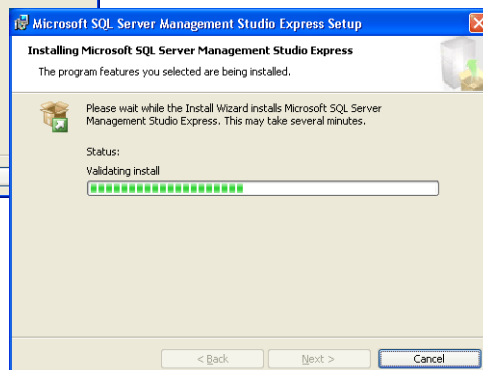 Microsoft SQL Server Management Studio Express Setup
Installing Microsoft SQL Server Management Studio Express
The program features you selected are being installed.
Please wait while the Install Wizard installs Microsoft SQL Server
Management Studio Express. This may take several minutes.
Status:
Validating install
< Back
Next >
Cancel